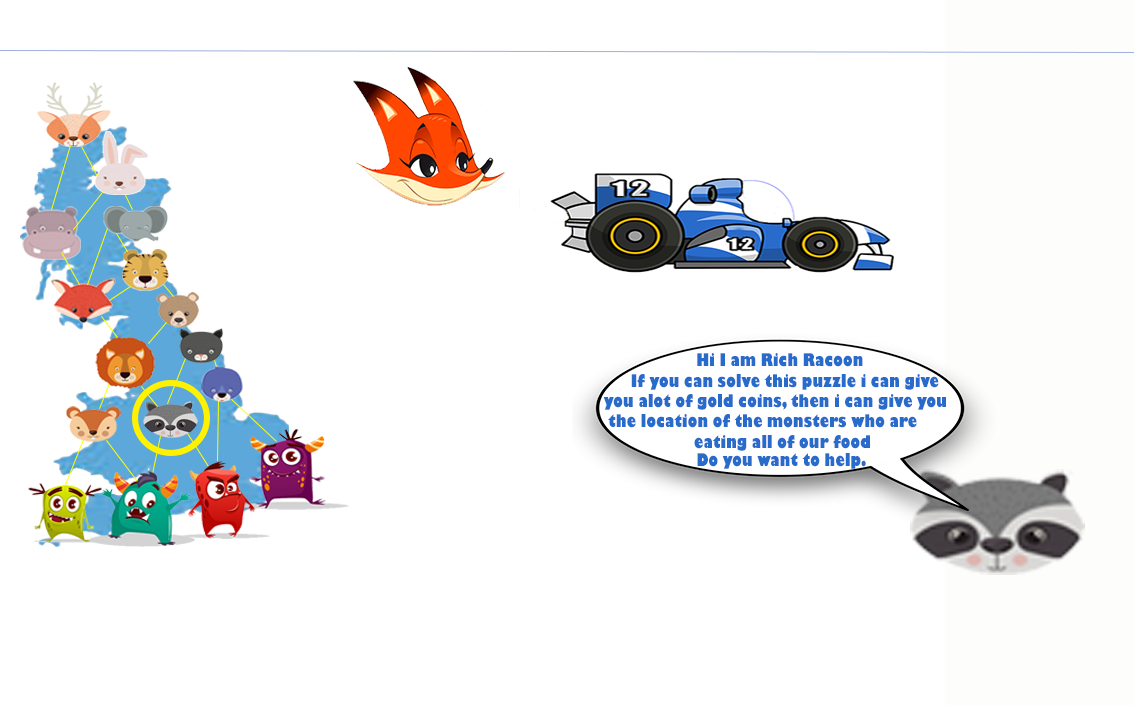 12
12
Hi I am Rich Racoon
If you can solve this puzzle i can give
you alot of gold coins, then i can give you
the location of the monsters who are
eating all of our food
Do you want to help.